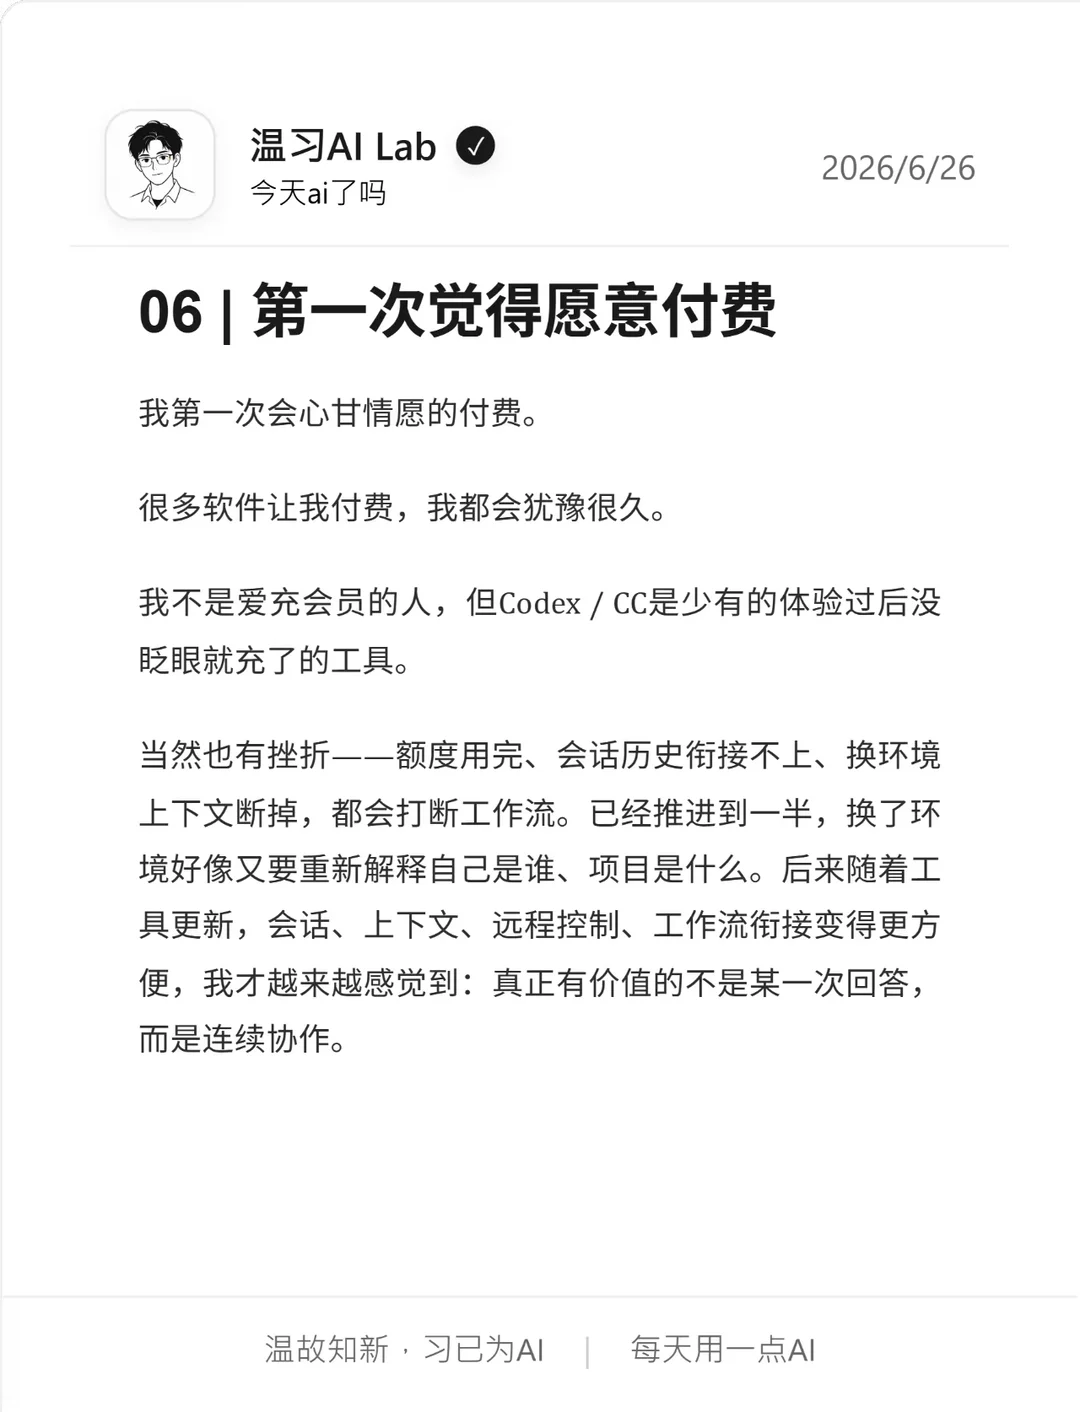 温习AI Lab
今天ai了吗
2026/6/26
06 | 第一次觉得愿意付费
我第一次会心甘情愿的付费。
很多软件让我付费，我都会犹豫很久。
我不是爱充会员的人，但Codex / CC是少有的体验过后没
眨眼就充了的工具。
当然也有挫折——额度用完、会话历史衔接不上、换环境
上下文断掉，都会打断工作流。已经推进到一半，换了环
境好像又要重新解释自己是谁、项目是什么。后来随着工
具更新，会话、上下文、远程控制、工作流衔接变得更方
便，我才越来越感觉到：真正有价值的不是某一次回答，
而是连续协作。
温故知新，习已为AI | 每天用一点AI